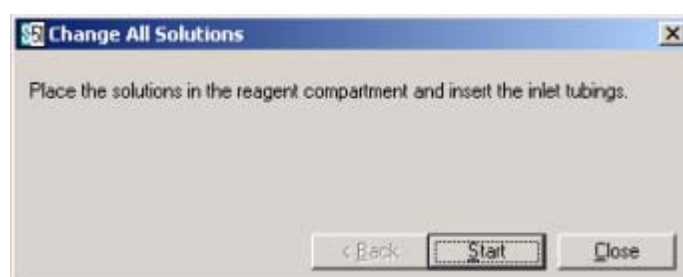 Change All Solutions
Place the solutions in the reagent compartment and insert the inlet tubings.
< Back Start Close